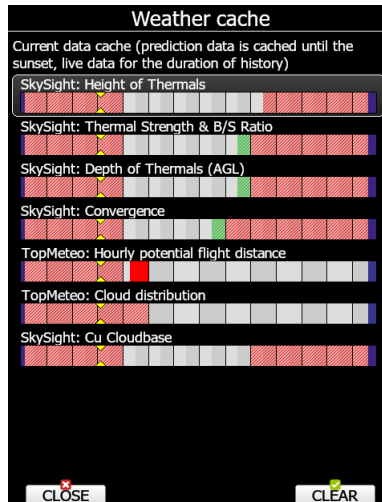 Weather cache
Current data cache (prediction data is cached until the
sunset, live data for the duration of history)
SkySight: Height of Thermals
SkySight: Thermal Strength & B/S Ratio
SkySight: Depth of Thermals (AGL)
SkySight: Convergence
TopMeteo: Hourly potential flight distance
TopMeteo: Cloud distribution
SkySight: Cu Cloudbase
CLOSE
CLEAR